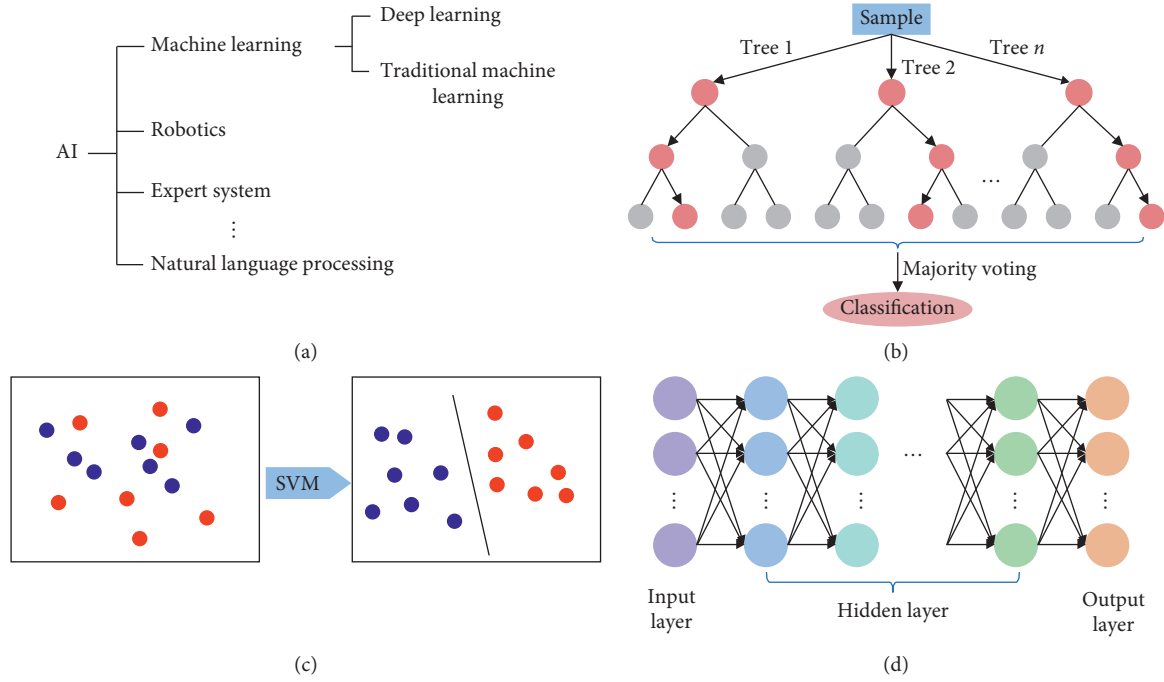 Deep learning
Machine learning
Traditional machine
learning
Robotics
AI
Expert system
⋮
Natural language processing
(a)
Sample
Tree 1
Tree 2
Tree n
...
Majority voting
Classification
(b)
SVM
(c)
...
⋮ ⋮ ⋮ ⋮ ⋮
Input
layer
Hidden layer
Output
layer
(d)